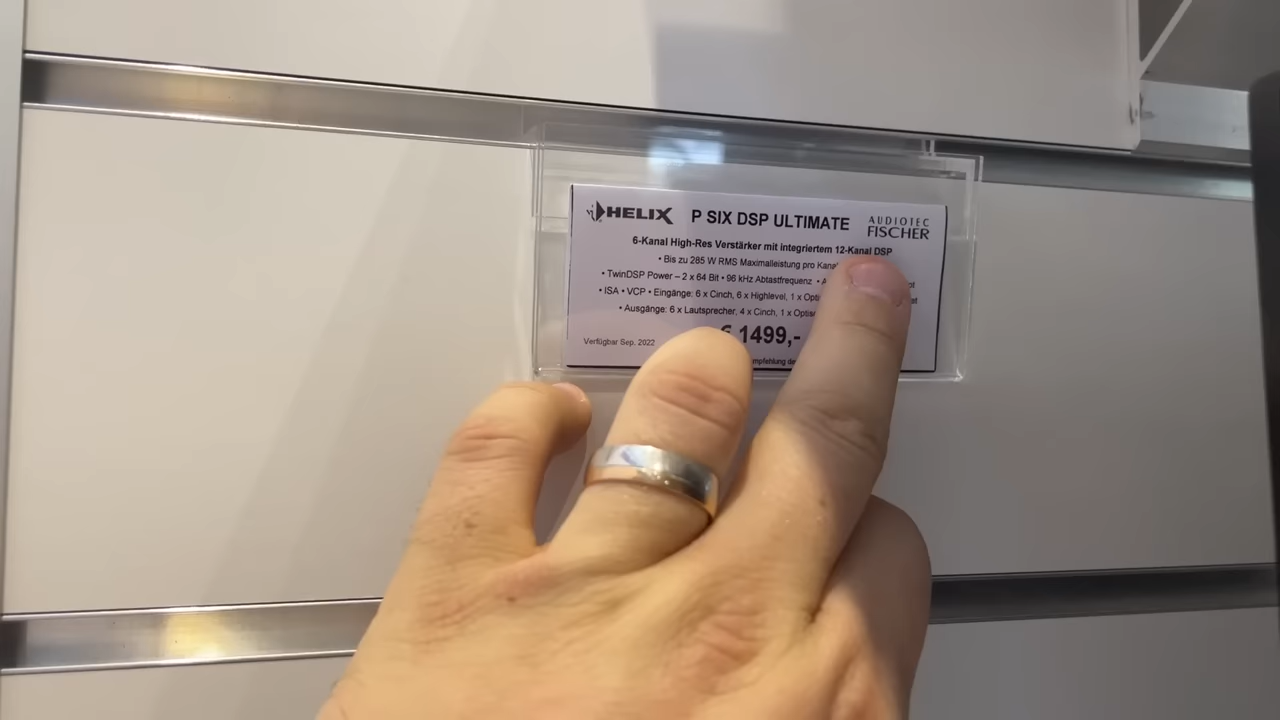 HELIX P SIX DSP ULTIMATE AUDIOTEC FISCHER
6-Kanal High-Res Verstärker mit integriertem 12-Kanal DSP
• Bis zu 285 W RMS Maximalleistung pro Kanal
• TwinDSP Power – 2 x 64 Bit • 96 kHz Abtastfrequenz •
• ISA • VCP • Eingänge: 6 x Cinch, 6 x Highlevel, 1 x
• Ausgänge: 6 x Lautsprecher, 4 x Cinch, 1 x
€ 1499,-
Verfügbar Sep. 2022